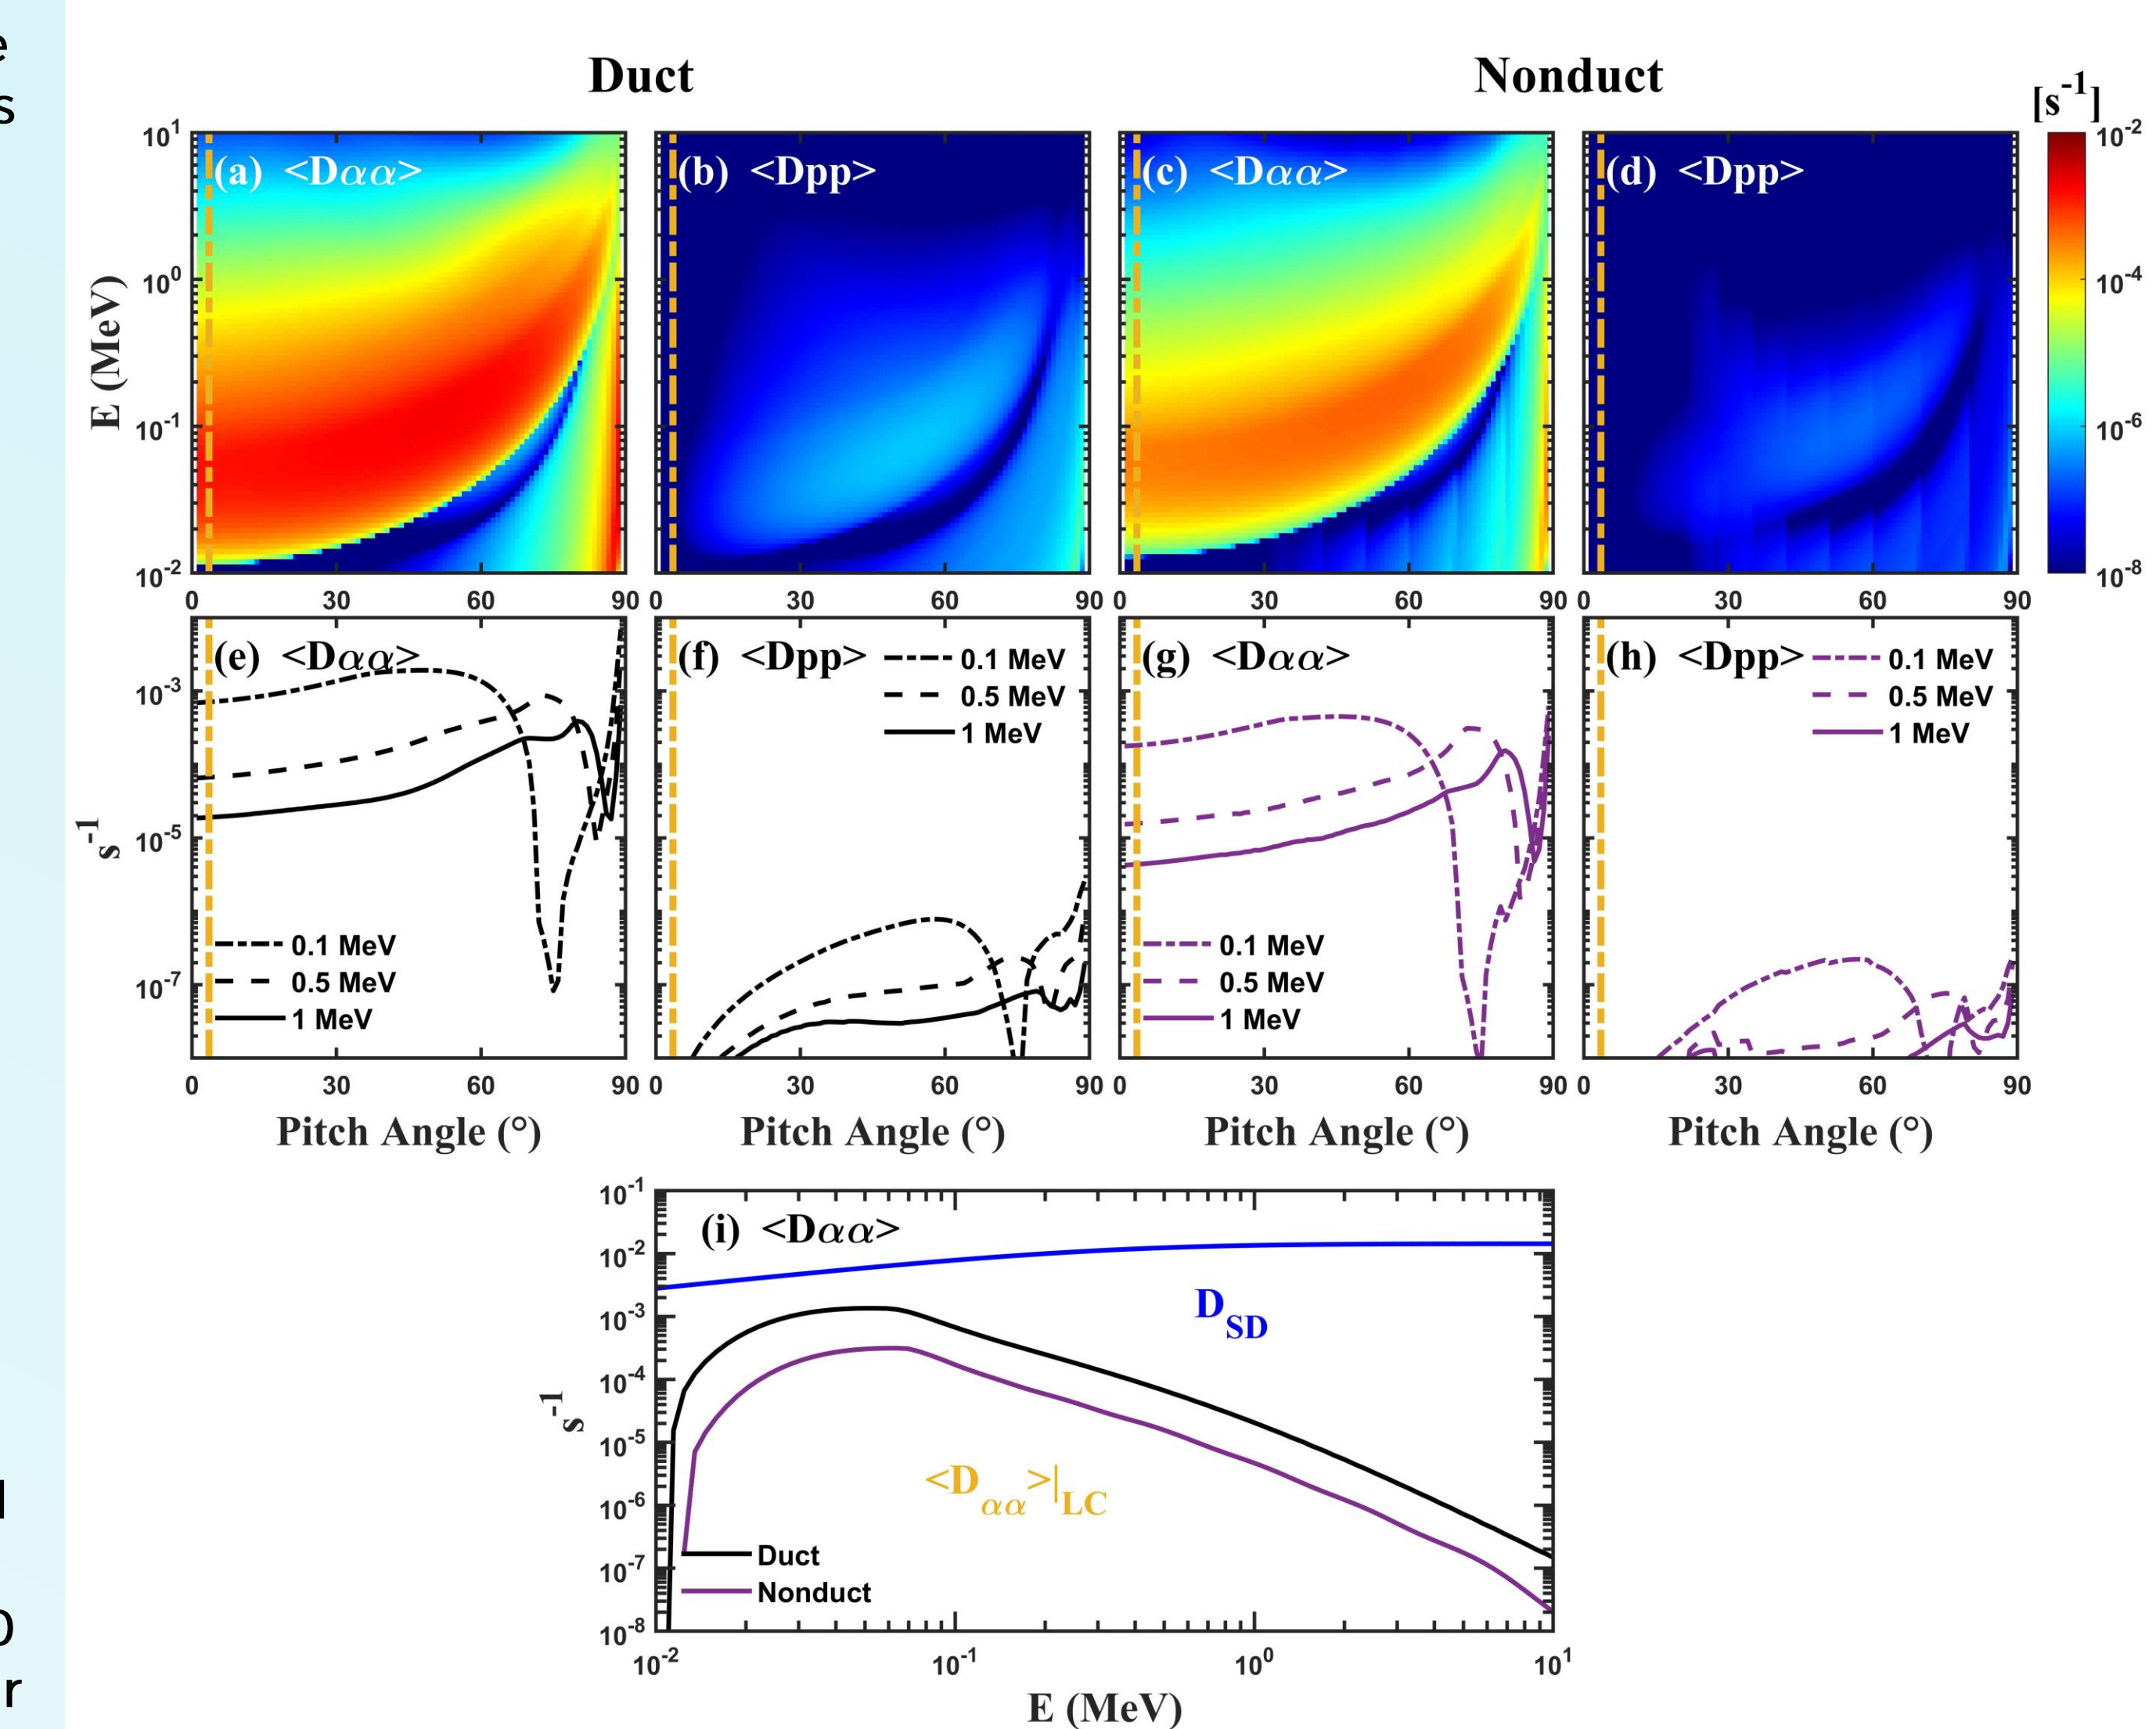 e
s
l
o
r
Duct
Nonduct
[s-1]
10-2
10-4
10-6
10-8
E (MeV)
101
100
10-1
10-2
(a) <Dαα>
(b) <Dpp>
(c) <Dαα>
(d) <Dpp>
0 30 60 90 0 30 60 90 0 30 60 90 0 30 60 90
s-1
10-3
10-5
10-7
(e) <Dαα>
0.1 MeV
0.5 MeV
1 MeV
(f) <Dpp>
0.1 MeV
0.5 MeV
1 MeV
(g) <Dαα>
0.1 MeV
0.5 MeV
1 MeV
(h) <Dpp>
0.1 MeV
0.5 MeV
1 MeV
0 30 60 90 0 30 60 90 0 30 60 90 0 30 60 90
Pitch Angle (°) Pitch Angle (°) Pitch Angle (°) Pitch Angle (°)
(i) <Dαα>
s-1
10-1
10-2
10-3
10-4
10-5
10-6
10-7
10-8
DSD
<Dαα>|LC
Duct
Nonduct
10-2 10-1 100 101
E (MeV)